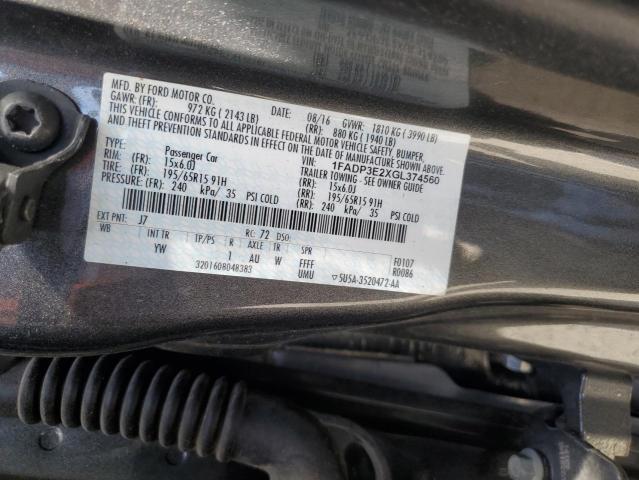 MFD. BY FORD MOTOR CO.
DATE: 08/16 GVWR: 1810 KG ( 3990 LB)
GAWR: (FR): 972 KG ( 2143 LB) (RR): 880 KG ( 1940 LB)
THIS VEHICLE CONFORMS TO ALL APPLICABLE FEDERAL MOTOR VEHICLE SAFETY, BUMPER,
AND THEFT PREVENTION STANDARDS IN EFFECT ON THE DATE OF MANUFACTURE SHOWN ABOVE.
VIN: 1FADP3E2XGL374560
TYPE: Passenger Car TRAILER TOWING - SEE OWNER GUIDE
RIM: (FR): 15x6.0J (RR): 15x6.0J
TIRE: (FR): 195/65R15 91H (RR): 195/65R15 91H
PRESSURE: (FR): 240 kPa/ 35 PSI COLD (RR): 240 kPa/ 35 PSI COLD
EXT PNT: J7 RC: 72 DSO: F0107
WB INT TR TP/PS R AXLE TR SPR R0086
YW 1 AU W FFFF
3201608048383 UMU ▽5U5A-3520472-AA